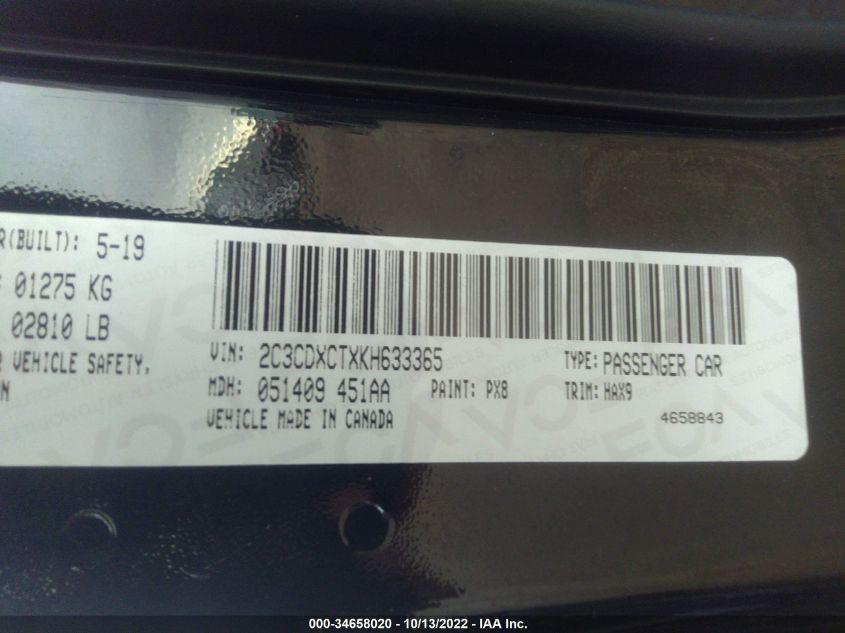 R(BUILT): 5-19
01275 KG
02810 LB
VEHICLE SAFETY,
N
VIN: 2C3CDXCTXKH633365
TYPE: PASSENGER CAR
MDH: 051409 451AA
PAINT: PX8
TRIM: HAX9
VEHICLE MADE IN CANADA
4658843
000-34658020 - 10/13/2022 - IAA Inc.